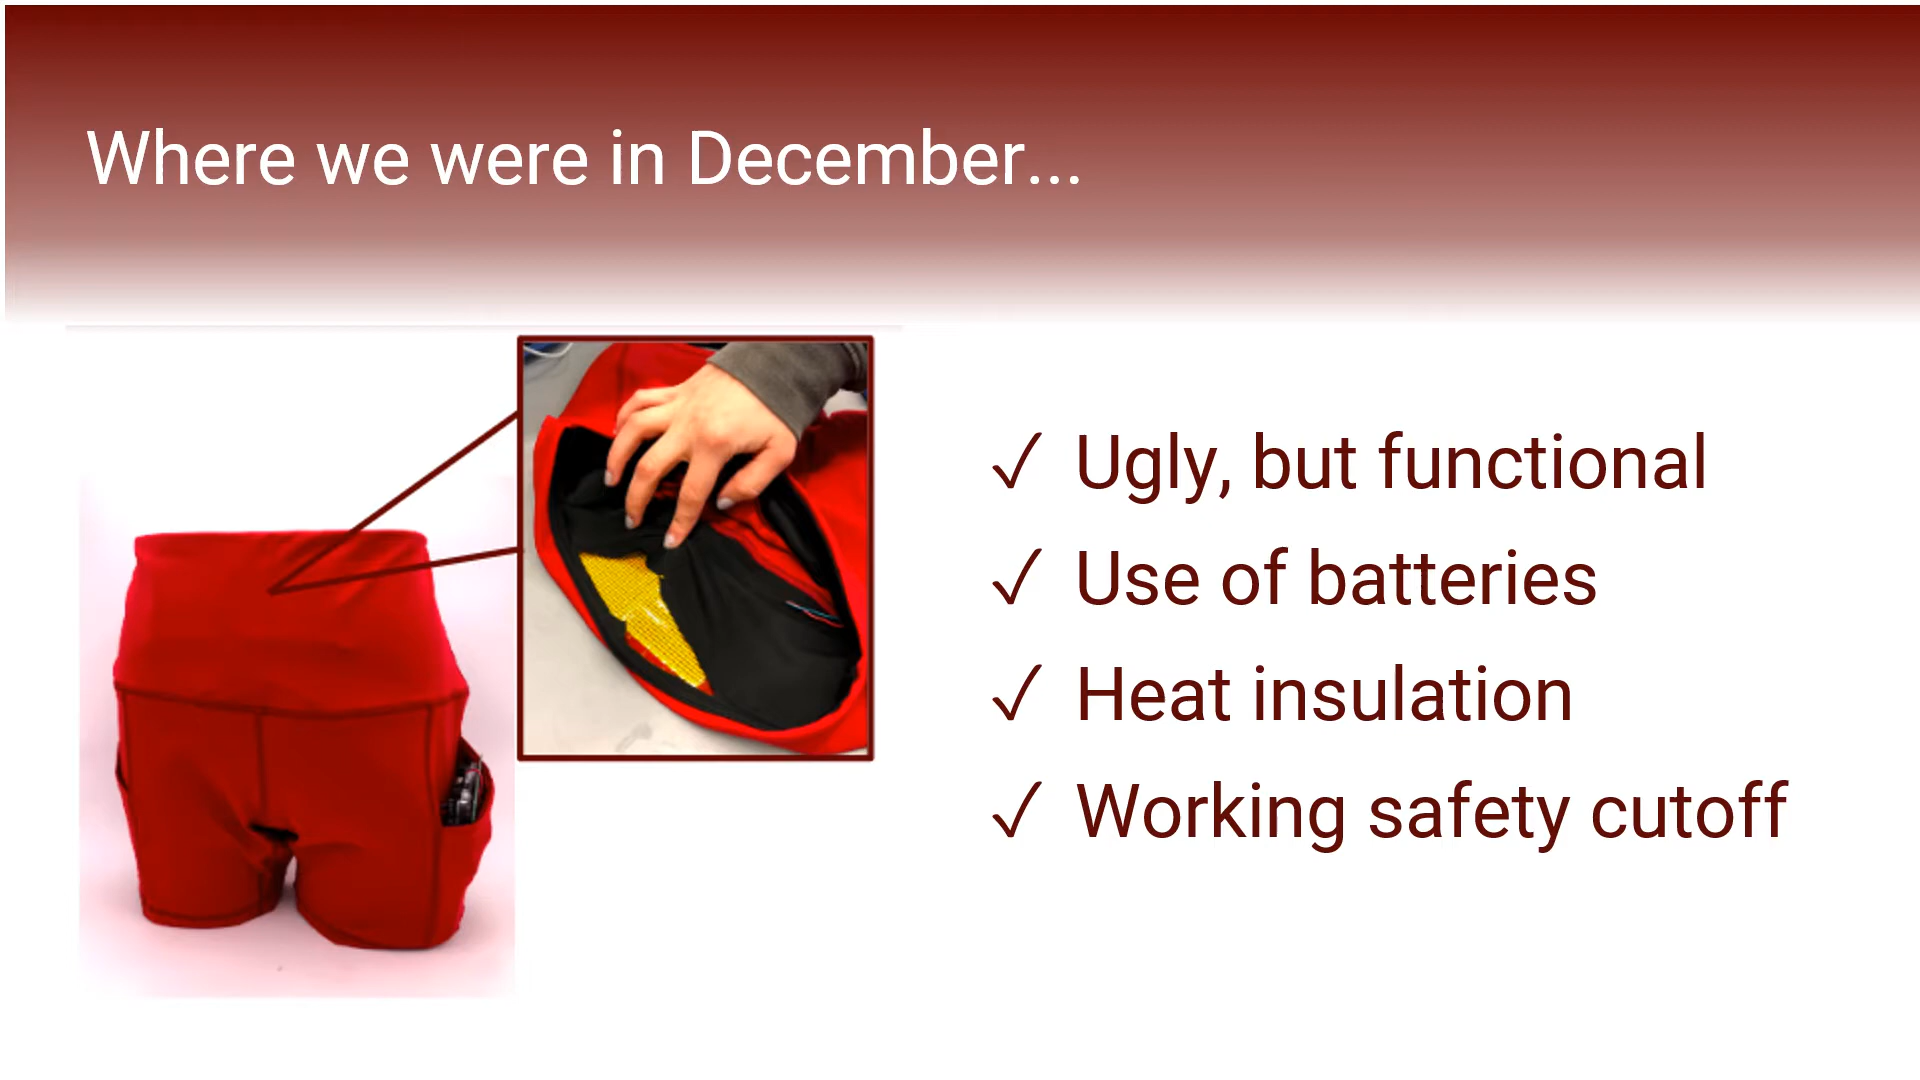 Where we were in December...
✓ Ugly, but functional
✓ Use of batteries
✓ Heat insulation
✓ Working safety cutoff